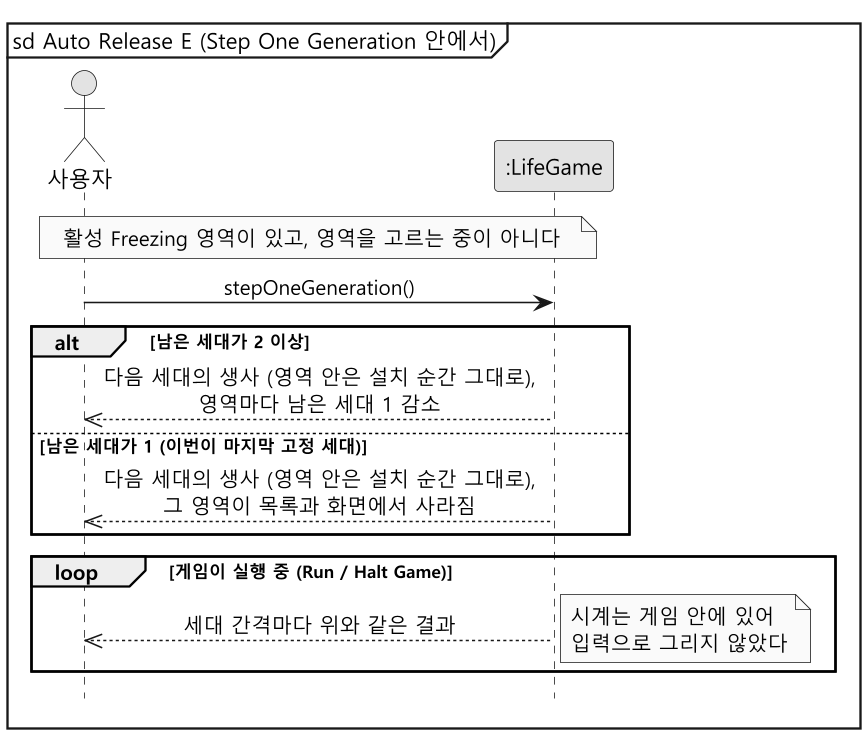 sd Auto Release E (Step One Generation 안에서)
사용자
:LifeGame
활성 Freezing 영역이 있고, 영역을 고르는 중이 아니다
stepOneGeneration()
alt
[남은 세대가 2 이상]
다음 세대의 생사 (영역 안은 설치 순간 그대로),
영역마다 남은 세대 1 감소
[남은 세대가 1 (이번이 마지막 고정 세대)]
다음 세대의 생사 (영역 안은 설치 순간 그대로),
그 영역이 목록과 화면에서 사라짐
loop
[게임이 실행 중 (Run / Halt Game)]
세대 간격마다 위와 같은 결과
시계는 게임 안에 있어
입력으로 그리지 않았다